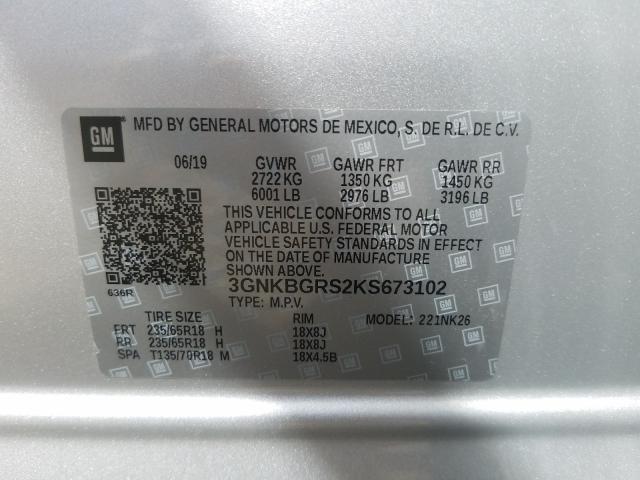 GM MFD BY GENERAL MOTORS DE MEXICO, S. DE R.L. DE C.V.
06/19 GVWR GAWR FRT GAWR RR
2722 KG 1350 KG 1450 KG
6001 LB 2976 LB 3196 LB
THIS VEHICLE CONFORMS TO ALL
APPLICABLE U.S. FEDERAL MOTOR
VEHICLE SAFETY STANDARDS IN EFFECT
ON THE DATE OF MANUFACTURE
SHOWN ABOVE.
636R 3GNKBGRS2KS673102
TYPE: M.P.V.
TIRE SIZE RIM MODEL: 221NK26
FRT 235/65R18 H 18X8J
RR 235/65R18 H 18X8J
SPA T135/70R18 M 18X4.5B